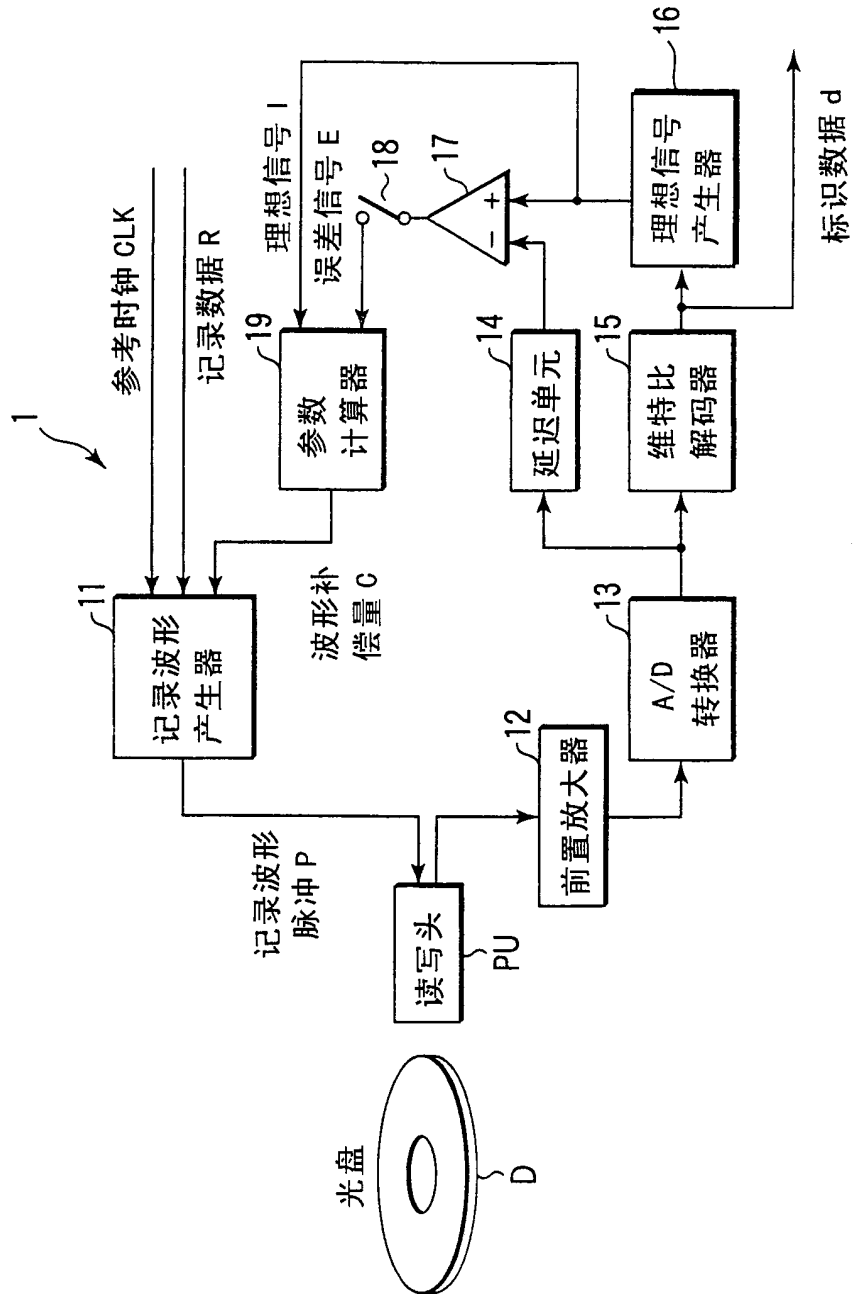 1
参考时钟 CLK
记录数据 R
11
记录波形
产生器
19
参数
计算器
理想信号 I
误差信号 E
18
17
+
−
波形补
偿量 C
记录波形
脉冲 P
14
延迟单元
15
维特比
解码器
16
理想信号
产生器
标识数据 d
13
A/D
转换器
12
前置放大器
读写头
PU
光盘
D